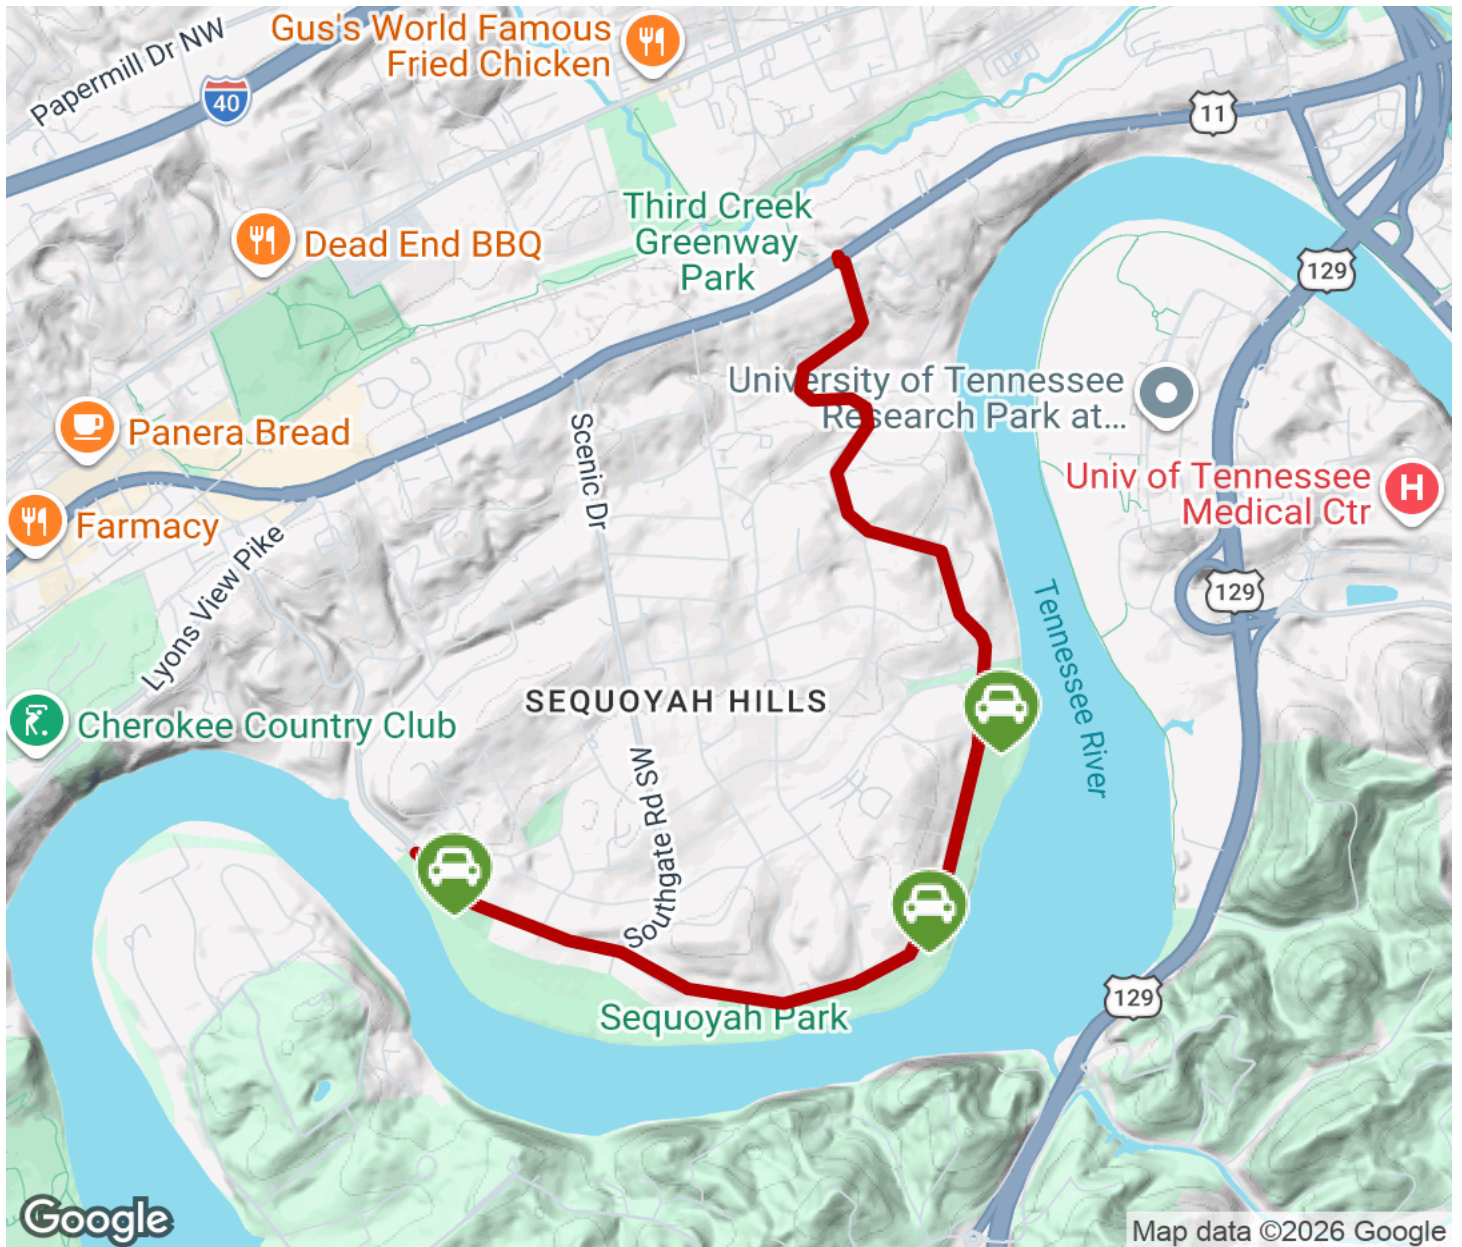 Gus's World Famous
Fried Chicken
Papermill Dr NW
40
11
Third Creek
Greenway
Park
Dead End BBQ
129
University of Tennessee
Research Park at...
Panera Bread
Scenic Dr
Univ of Tennessee
Medical Ctr
H
Farmacy
Lyons View Pike
129
Tennessee River
SEQUOYAH HILLS
Cherokee Country Club
Southgate Rd SW
129
Sequoyah Park
Google
Map data ©2026 Google